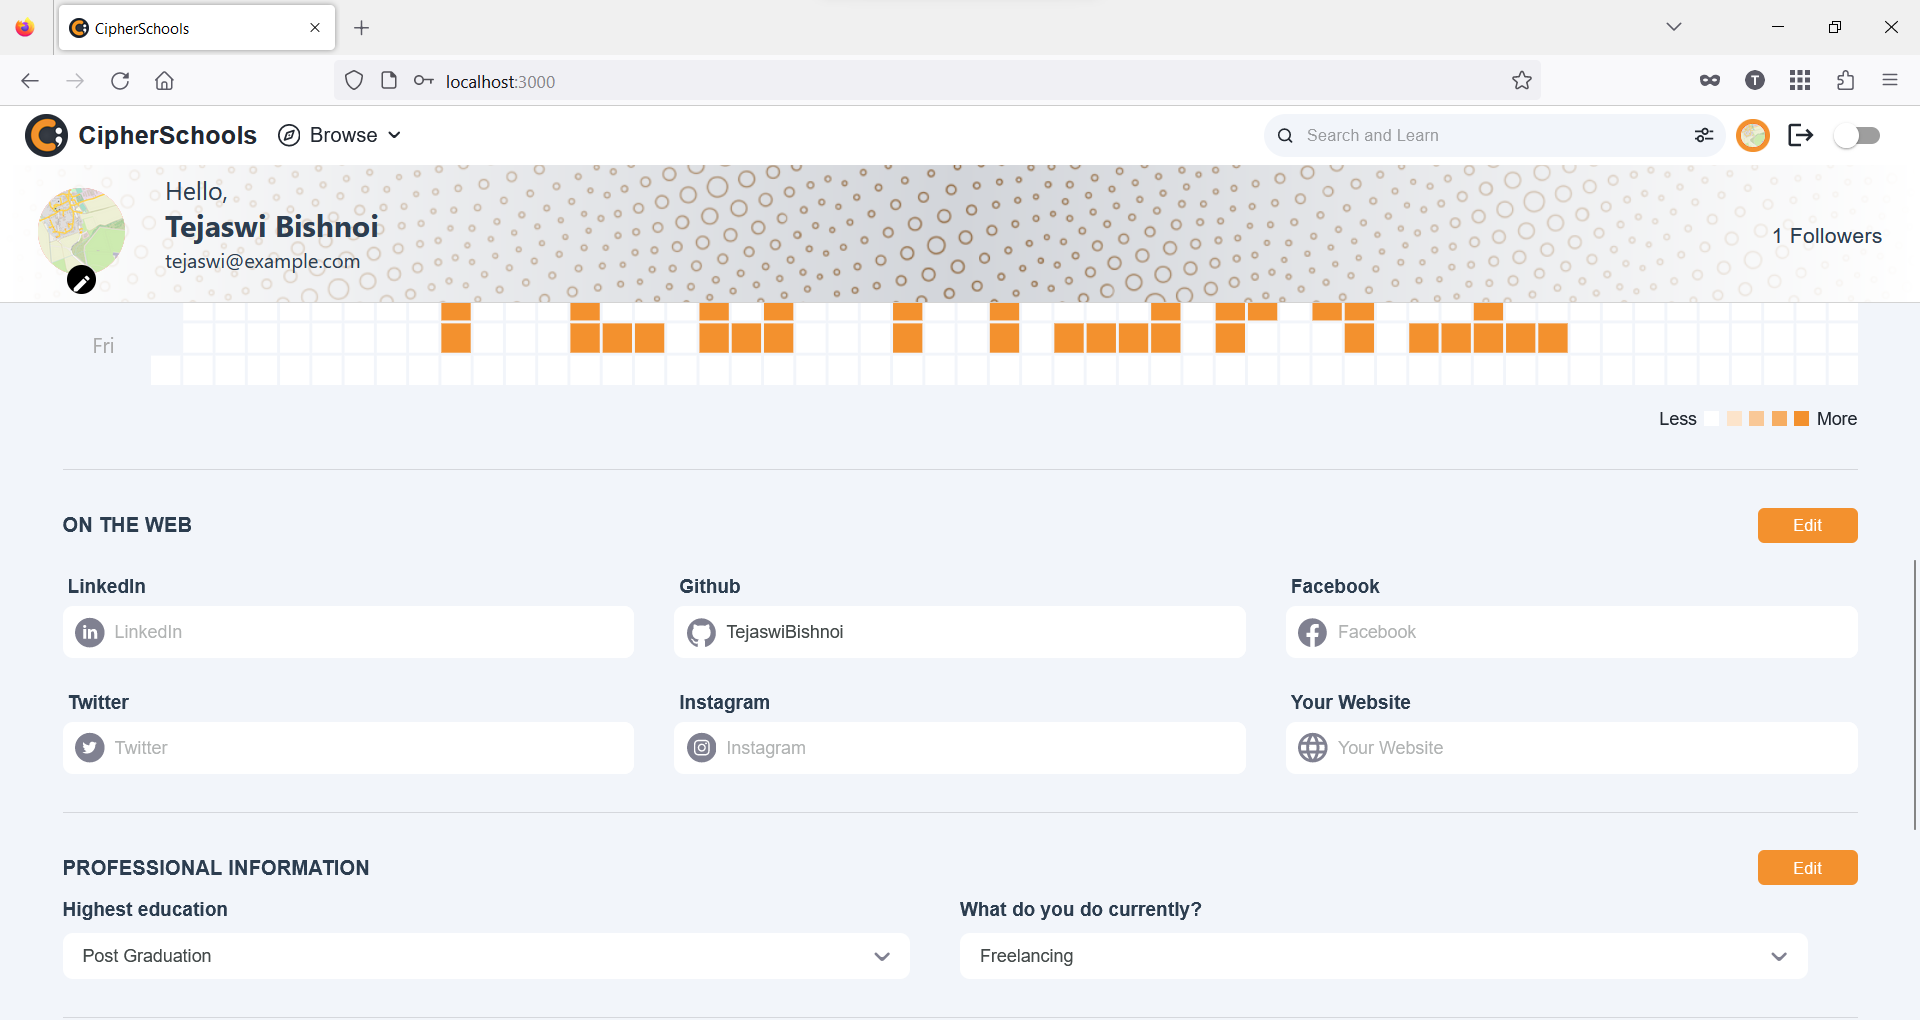 CipherSchools
localhost:3000
T
CipherSchools Browse Search and Learn
Hello,
Tejaswi Bishnoi
tejaswi@example.com
1 Followers
Fri
Less More
ON THE WEB Edit
LinkedIn Github Facebook
LinkedIn TejaswiBishnoi Facebook
Twitter Instagram Your Website
Twitter Instagram Your Website
PROFESSIONAL INFORMATION Edit
Highest education What do you do currently?
Post Graduation Freelancing